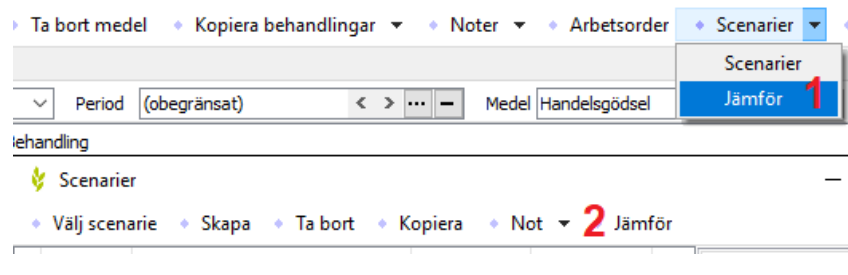 Ta bort medel Kopiera behandlingar Noter Arbetsorder Scenarier
Scenarier
Jämför 1
Period (obegränsat) < > ... − Medel Handelsgödsel
Behandling
Scenarier
Välj scenarie Skapa Ta bort Kopiera Not 2 Jämför